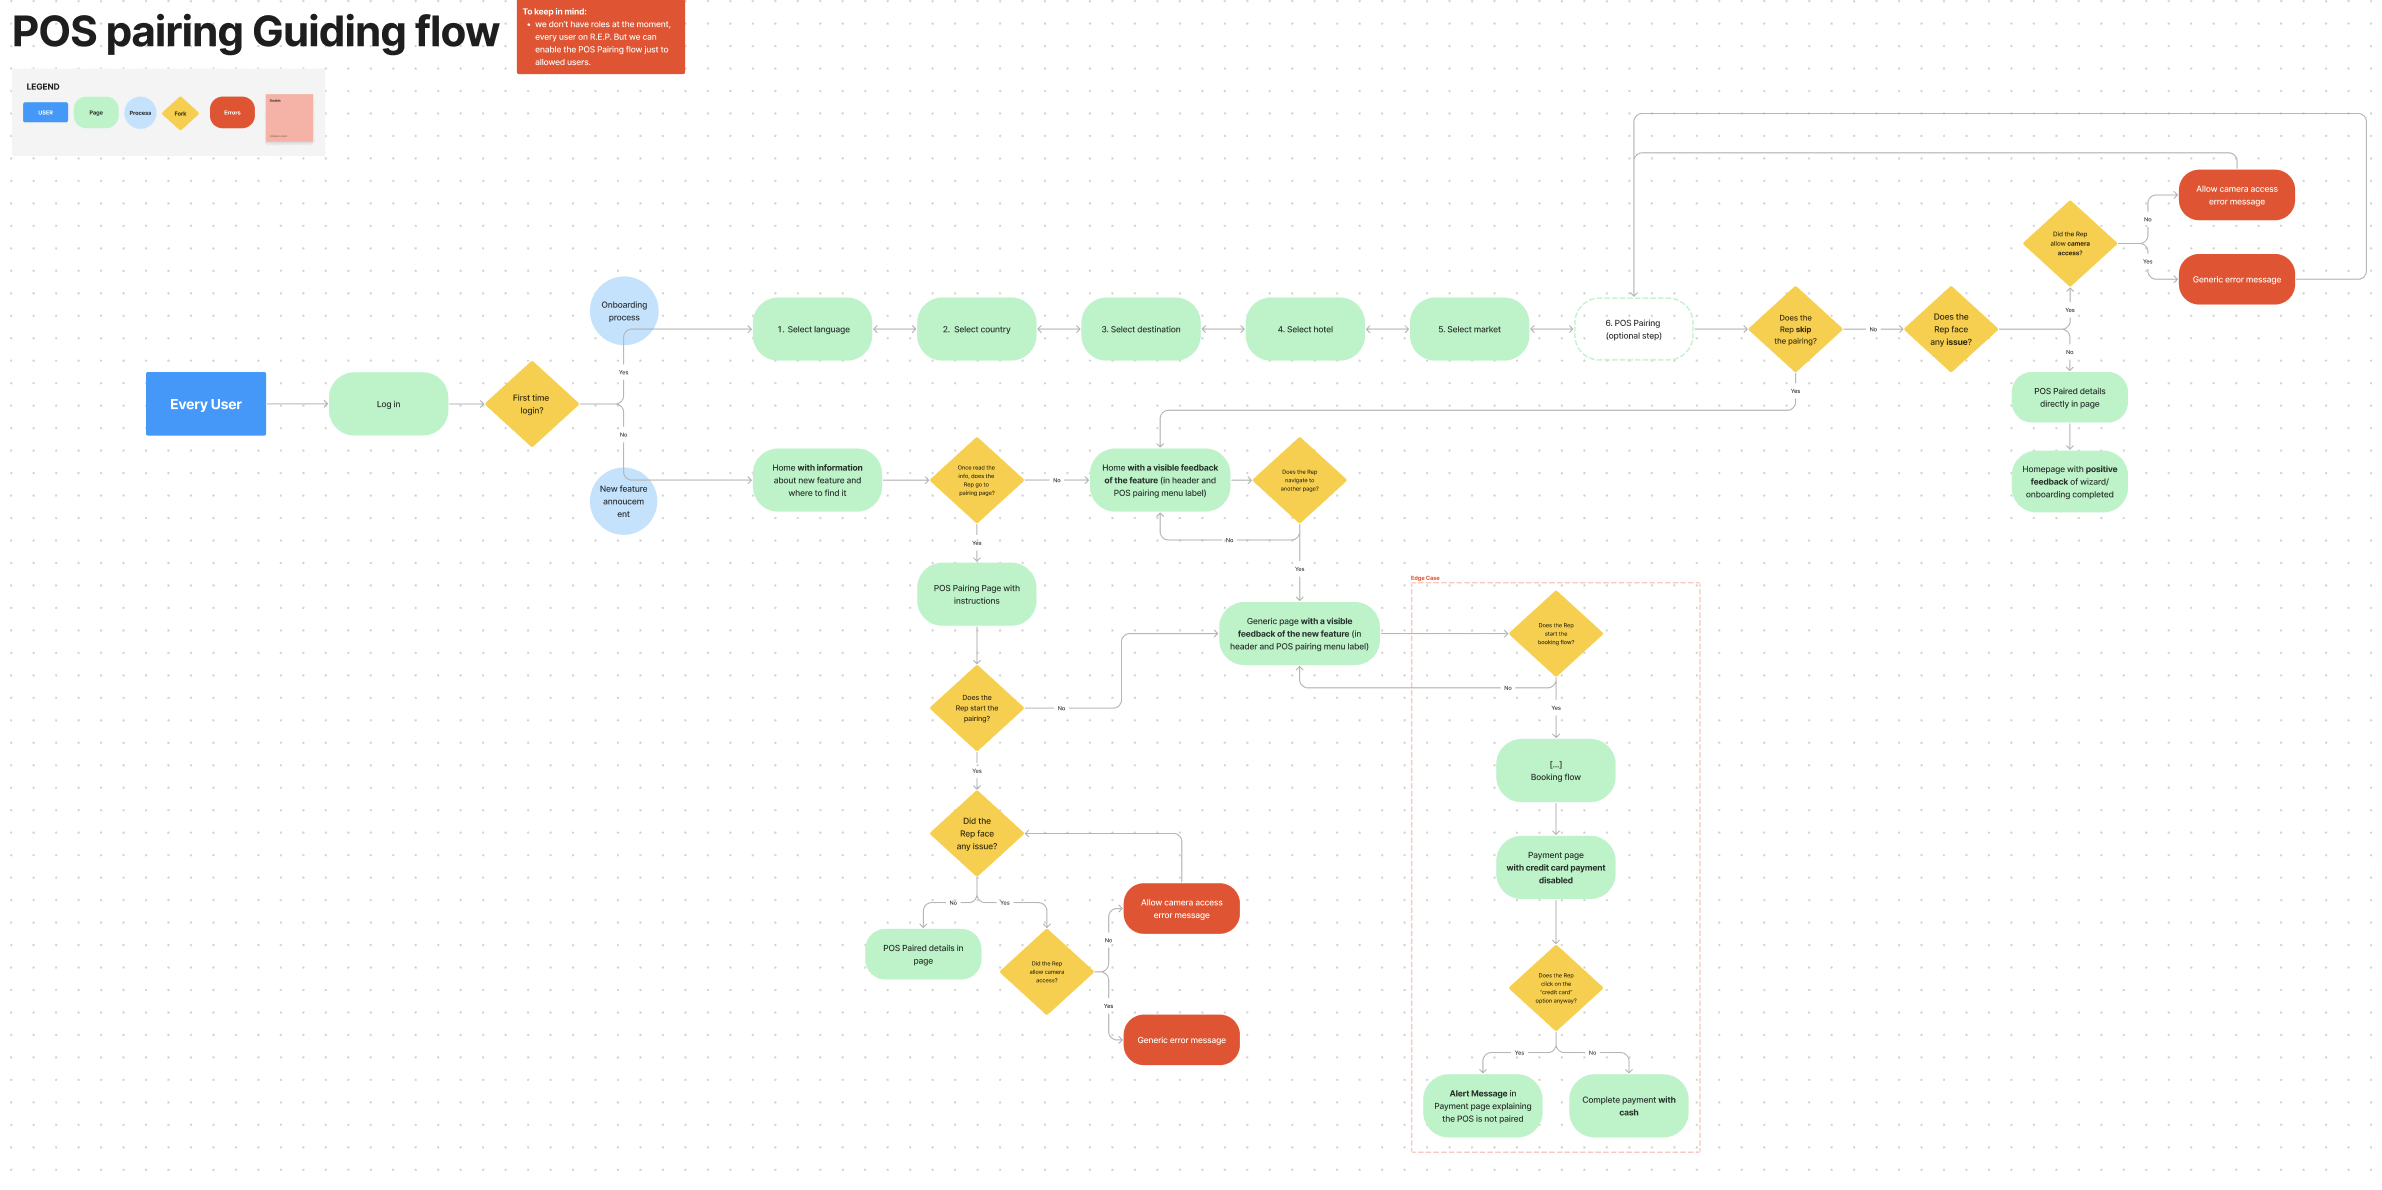 POS pairing Guiding flow
To keep in mind:
• we don't have roles at the moment,
every user on R.E.P. But we can
enable the POS Pairing flow just to
allowed users.
LEGEND
USER
Page
Process
Fork
Errors
Every User
Log in
First time
login?
Yes
No
Onboarding
process
New feature
annoucem
ent
1. Select language
2. Select country
3. Select destination
4. Select hotel
5. Select market
6. POS Pairing
(optional step)
Does the
Rep skip
the pairing?
No
Yes
Does the
Rep face
any issue?
Yes
No
Did the Rep
allow camera
access?
No
Yes
Allow camera access
error message
Generic error message
POS Paired details
directly in page
Homepage with positive
feedback of wizard/
onboarding completed
Home with information
about new feature and
where to find it
Once read the
info, does the
Rep go to
pairing page?
No
Yes
Home with a visible feedback
of the feature (in header and
POS pairing menu label)
Does the Rep
navigate to
another page?
No
Yes
POS Pairing Page with
instructions
Does the
Rep start the
pairing?
No
Yes
Generic page with a visible
feedback of the new feature (in
header and POS pairing menu label)
Did the
Rep face
any issue?
No
Yes
POS Paired details in
page
Did the Rep
allow camera
access?
No
Yes
Allow camera access
error message
Generic error message
Edge Case
Does the Rep
start the
booking flow?
No
Yes
[...]
Booking flow
Payment page
with credit card payment
disabled
Does the Rep
click on the
"credit card"
option anyway?
Yes
No
Alert Message in
Payment page explaining
the POS is not paired
Complete payment with
cash